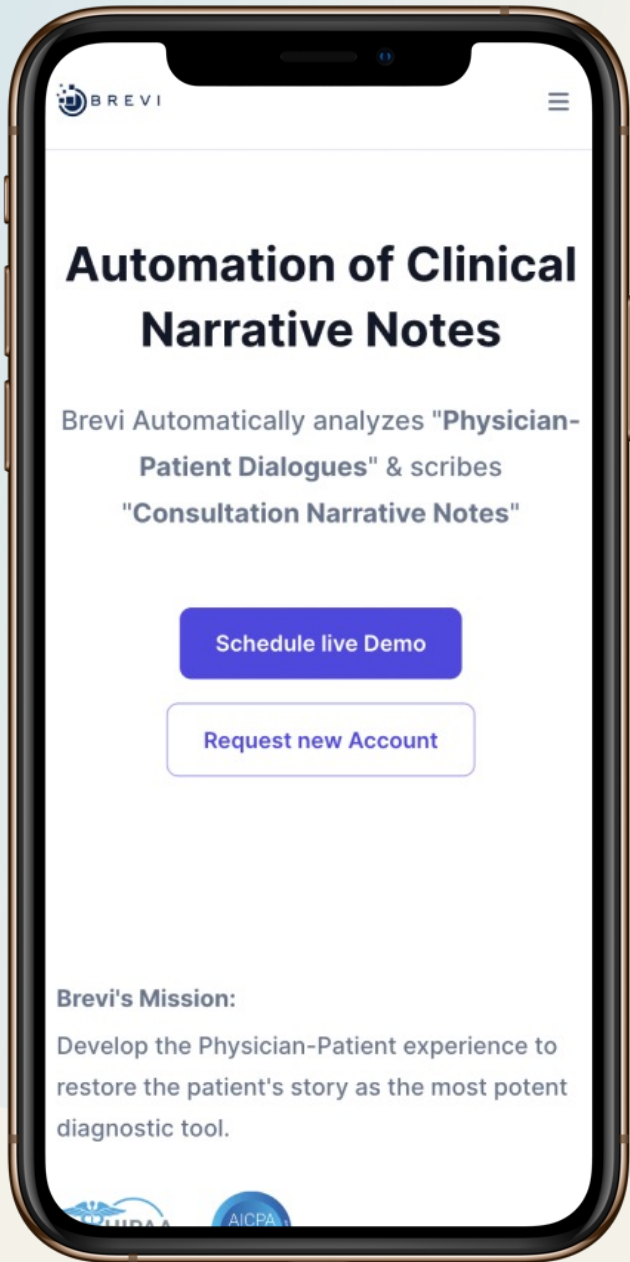 BREVI
Automation of Clinical
Narrative Notes
Brevi Automatically analyzes "Physician-
Patient Dialogues" & scribes
"Consultation Narrative Notes"
Schedule live Demo
Request new Account
Brevi's Mission:
Develop the Physician-Patient experience to
restore the patient's story as the most potent
diagnostic tool.
HIPAA
AICPA